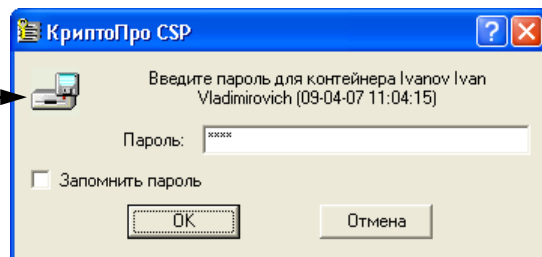 КриптоПро CSP
Введите пароль для контейнера Ivanov Ivan
Vladimirovich (09-04-07 11:04:15)
Пароль: ****
Запомнить пароль
OK Отмена